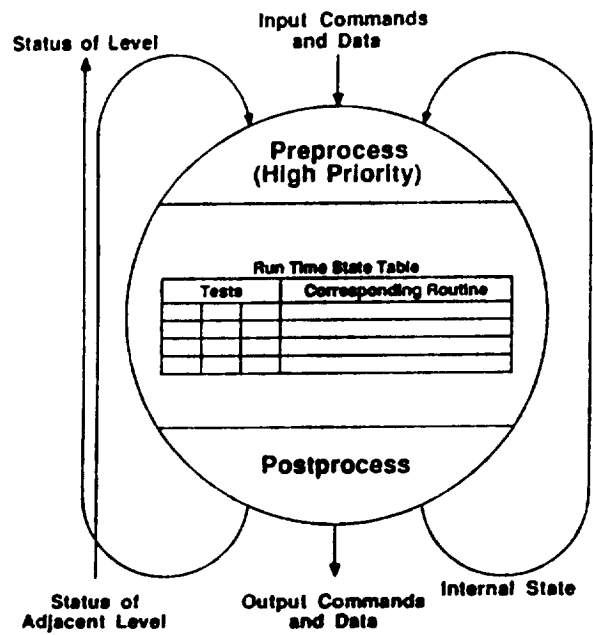 Input Commands
and Data
Status of Level
Preprocess
(High Priority)
Run Time State Table
Tests
Corresponding Routine
Postprocess
Internal State
Status of
Adjacent Level
Output Commands
and Data